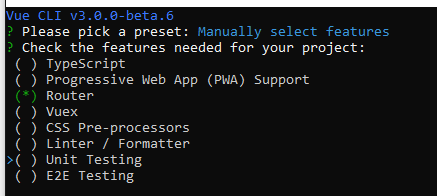 Vue CLI v3.0.0-beta.6
? Please pick a preset: Manually select features
? Check the features needed for your project:
( ) TypeScript
( ) Progressive Web App (PWA) Support
(*) Router
( ) Vuex
( ) CSS Pre-processors
( ) Linter / Formatter
>( ) Unit Testing
( ) E2E Testing